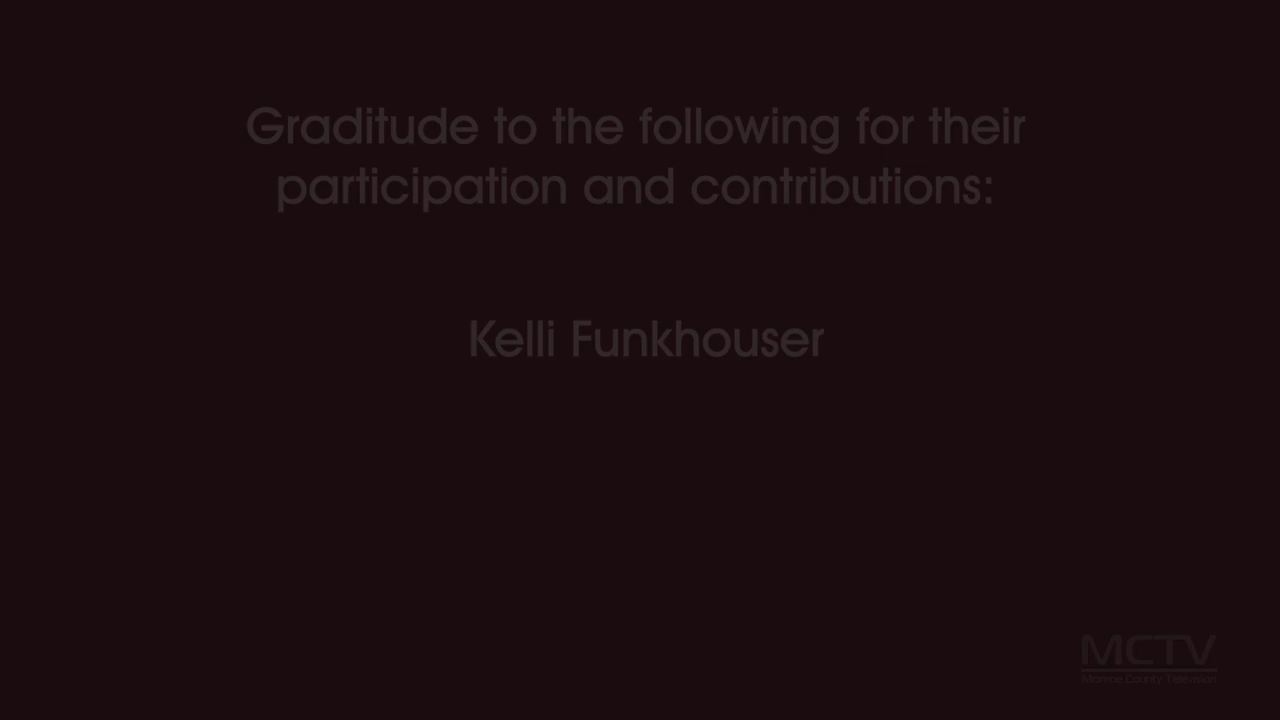 Graditude to the following for their
participation and contributions:
Kelli Funkhouser
MCTV
Monroe County Television